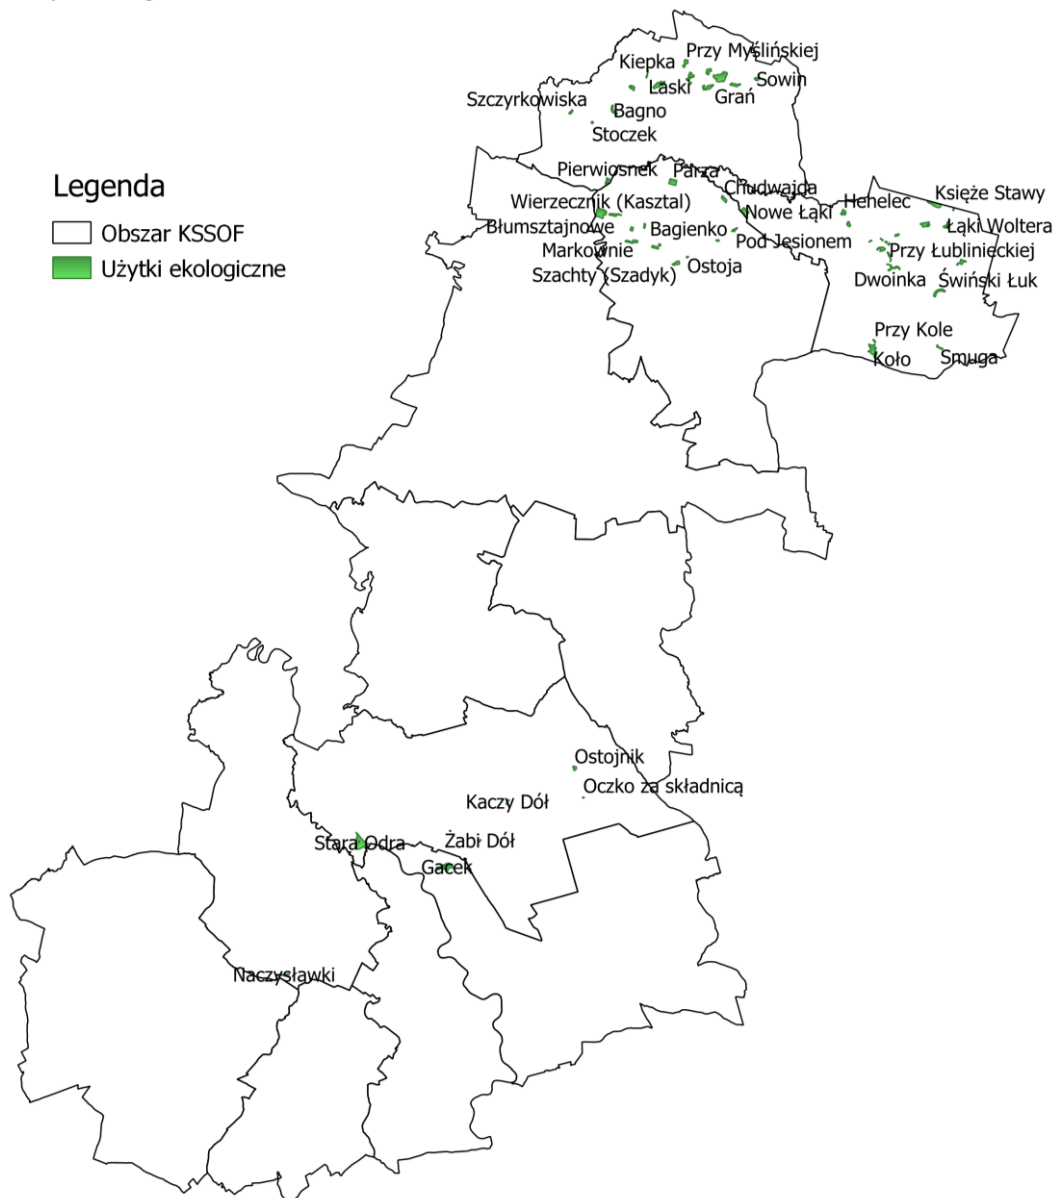 Przy Myślińskiej
Kiepka
Sowin
Łaski
Grań
Szczyrkowiska
Bagno
Stoczek
Legenda
Obszar KSSOF
Użytki ekologiczne
Pierwiosnek
Parza
Chudwajda
Henelec
Księże Stawy
Wierzecznik (Kasztal)
Nowe Łąki
Błumsztajnowe
Bagienko
Łąki Woltera
Pod Jesionem
Markownie
Przy Łublinieckiej
Szachty (Szadyk)
Ostoja
Dwoinka
Świński Łuk
Przy Kole
Koło
Smuga
Ostojnik
Oczko za składnicą
Kaczy Dół
Stara Odra
Żabi Dół
Gacek
Naczysławki